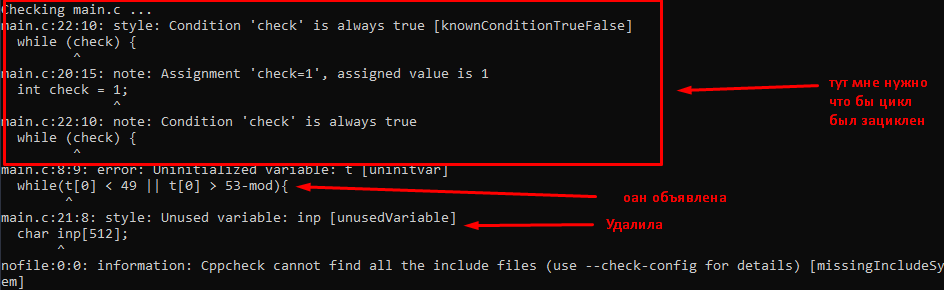 Checking main.c ...
main.c:22:10: style: Condition 'check' is always true [knownConditionTrueFalse]
while (check) {
^
main.c:20:15: note: Assignment 'check=1', assigned value is 1
int check = 1;
^
main.c:22:10: note: Condition 'check' is always true
while (check) {
^
тут мне нужно
что бы цикл
был зациклен
main.c:8:9: error: Uninitialized variable: t [uninitvar]
while(t[0] < 49 || t[0] > 53-mod){
^
оан объявлена
main.c:21:8: style: Unused variable: inp [unusedVariable]
char inp[512];
^
Удалила
nofile:0:0: information: Cppcheck cannot find all the include files (use --check-config for details) [missingIncludeSy
em]